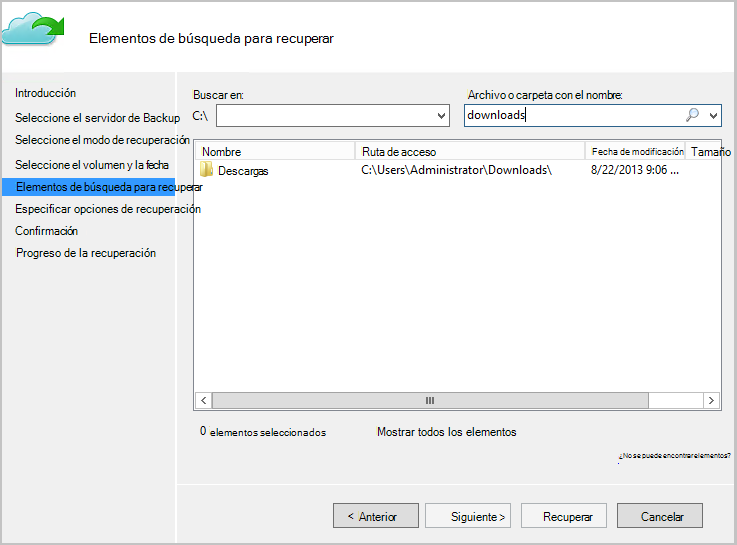 Elementos de búsqueda para recuperar
Introducción
Seleccione el servidor de Backup
Seleccione el modo de recuperación
Seleccione el volumen y la fecha
Elementos de búsqueda para recuperar
Especificar opciones de recuperación
Confirmación
Progreso de la recuperación
Buscar en: Archivo o carpeta con el nombre:
C:\ downloads
Nombre Ruta de acceso Fecha de modificación Tamaño
Descargas C:\Users\Administrator\Downloads\ 8/22/2013 9:06 ...
0 elementos seleccionados Mostrar todos los elementos
¿No se puede encontrar elementos?
< Anterior Siguiente > Recuperar Cancelar